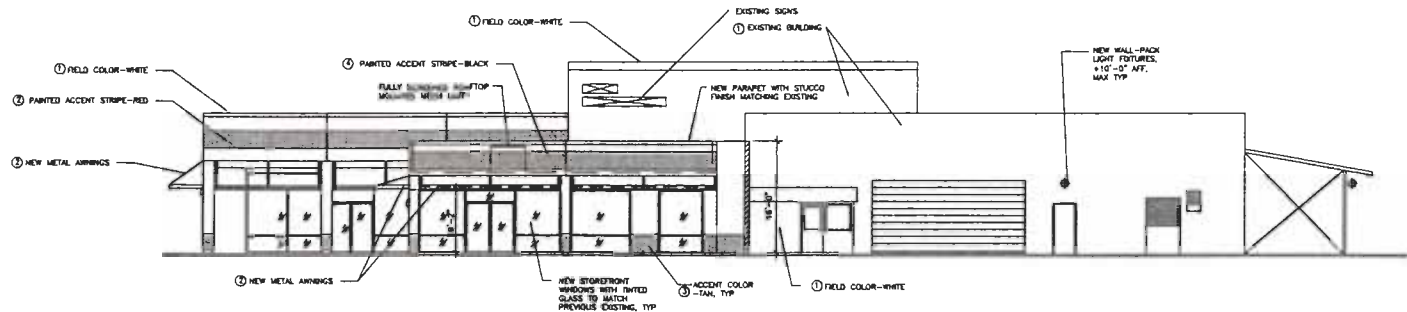 EXISTING SIGNS
① FIELD COLOR-WHITE
① EXISTING BUILDING
④ PAINTED ACCENT STRIPE-BLACK
NEW WALL-PACK
LIGHT FIXTURES,
+10'-0" AFF,
MAX TYP
① FIELD COLOR-WHITE
FULLY SCREENED ROOFTOP
NEW PARAPET WITH STUCCO
FINISH MATCHING EXISTING
② PAINTED ACCENT STRIPE-RED
② NEW METAL AWNINGS
16'-0"
② NEW METAL AWNINGS
NEW STOREFRONT
WINDOWS WITH TINTED
GLASS TO MATCH
PREVIOUS EXISTING, TYP
③ ACCENT COLOR
-TAN, TYP
① FIELD COLOR-WHITE